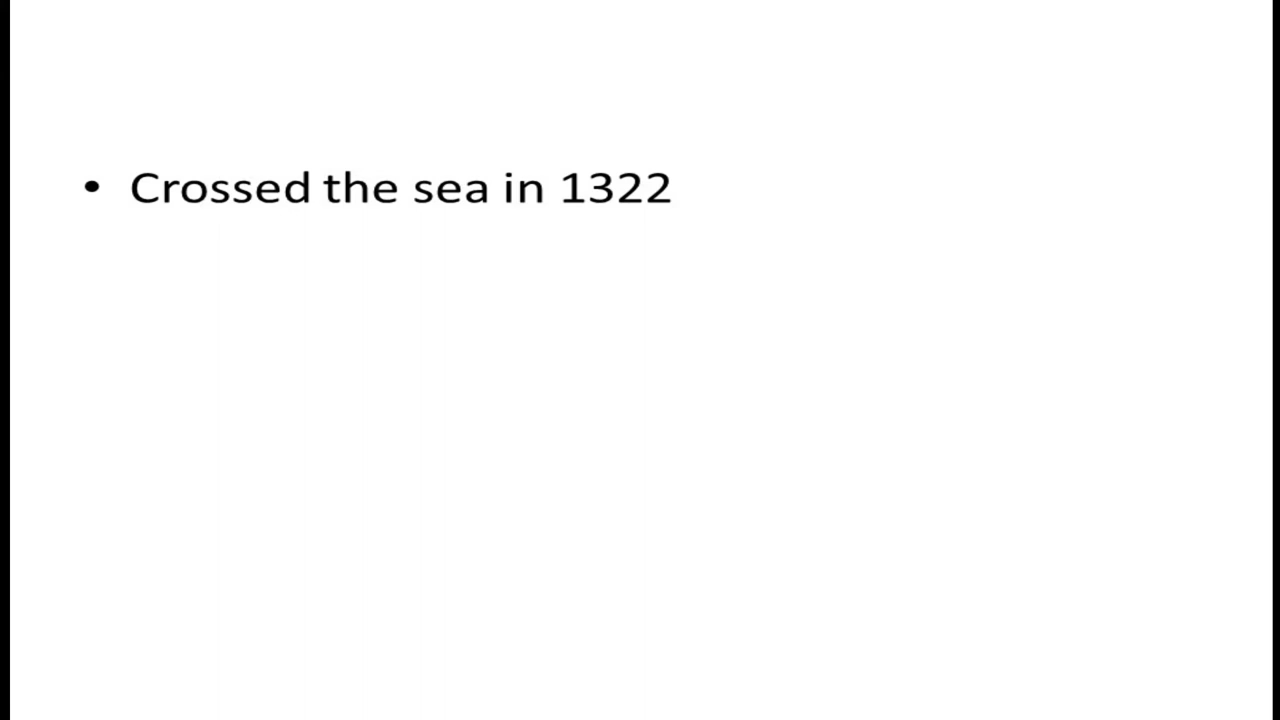 • Crossed the sea in 1322